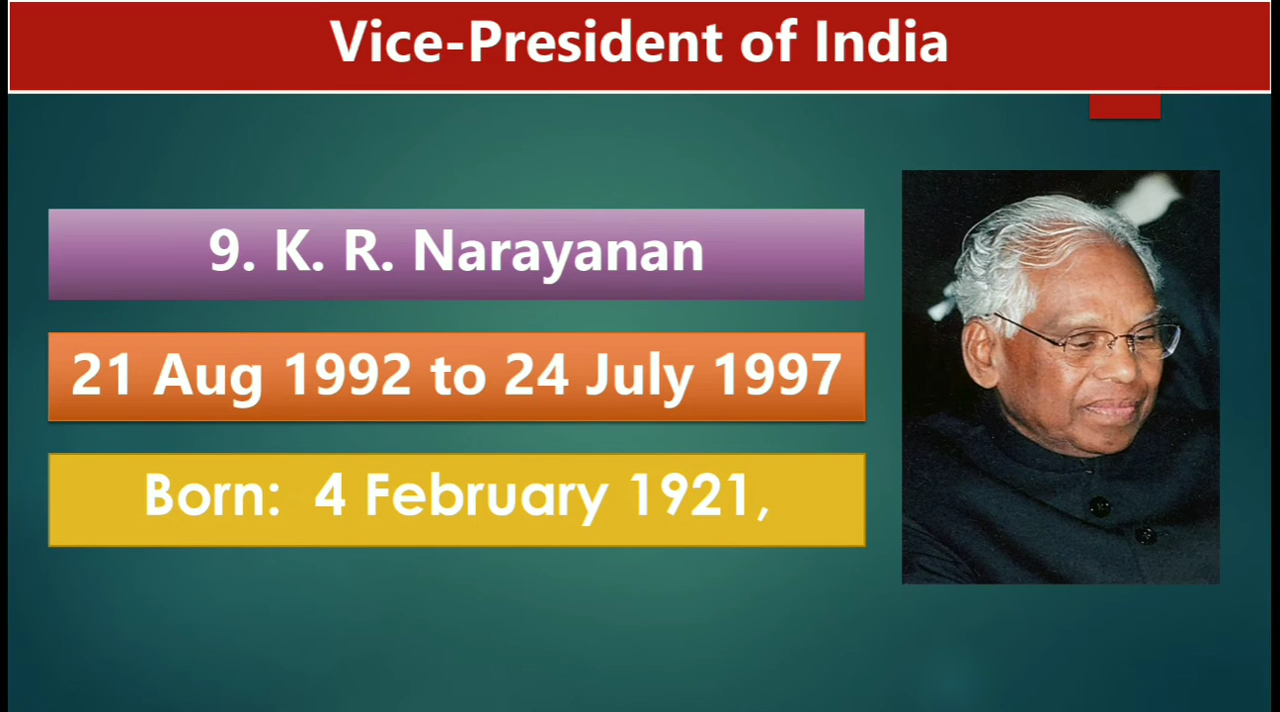 Vice-President of India
9. K. R. Narayanan
21 Aug 1992 to 24 July 1997
Born: 4 February 1921,